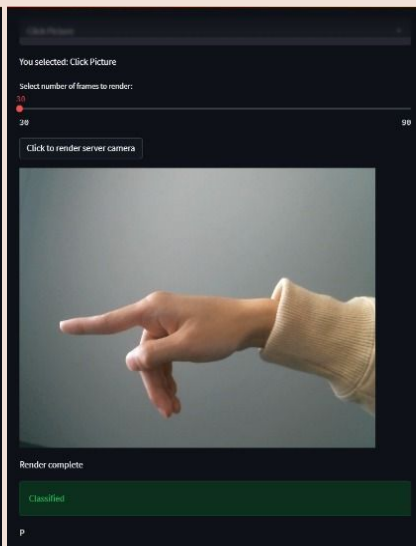 Click Picture
You selected: Click Picture
Select number of frames to render:
30
30 90
Click to render server camera
Render complete
Classified
P